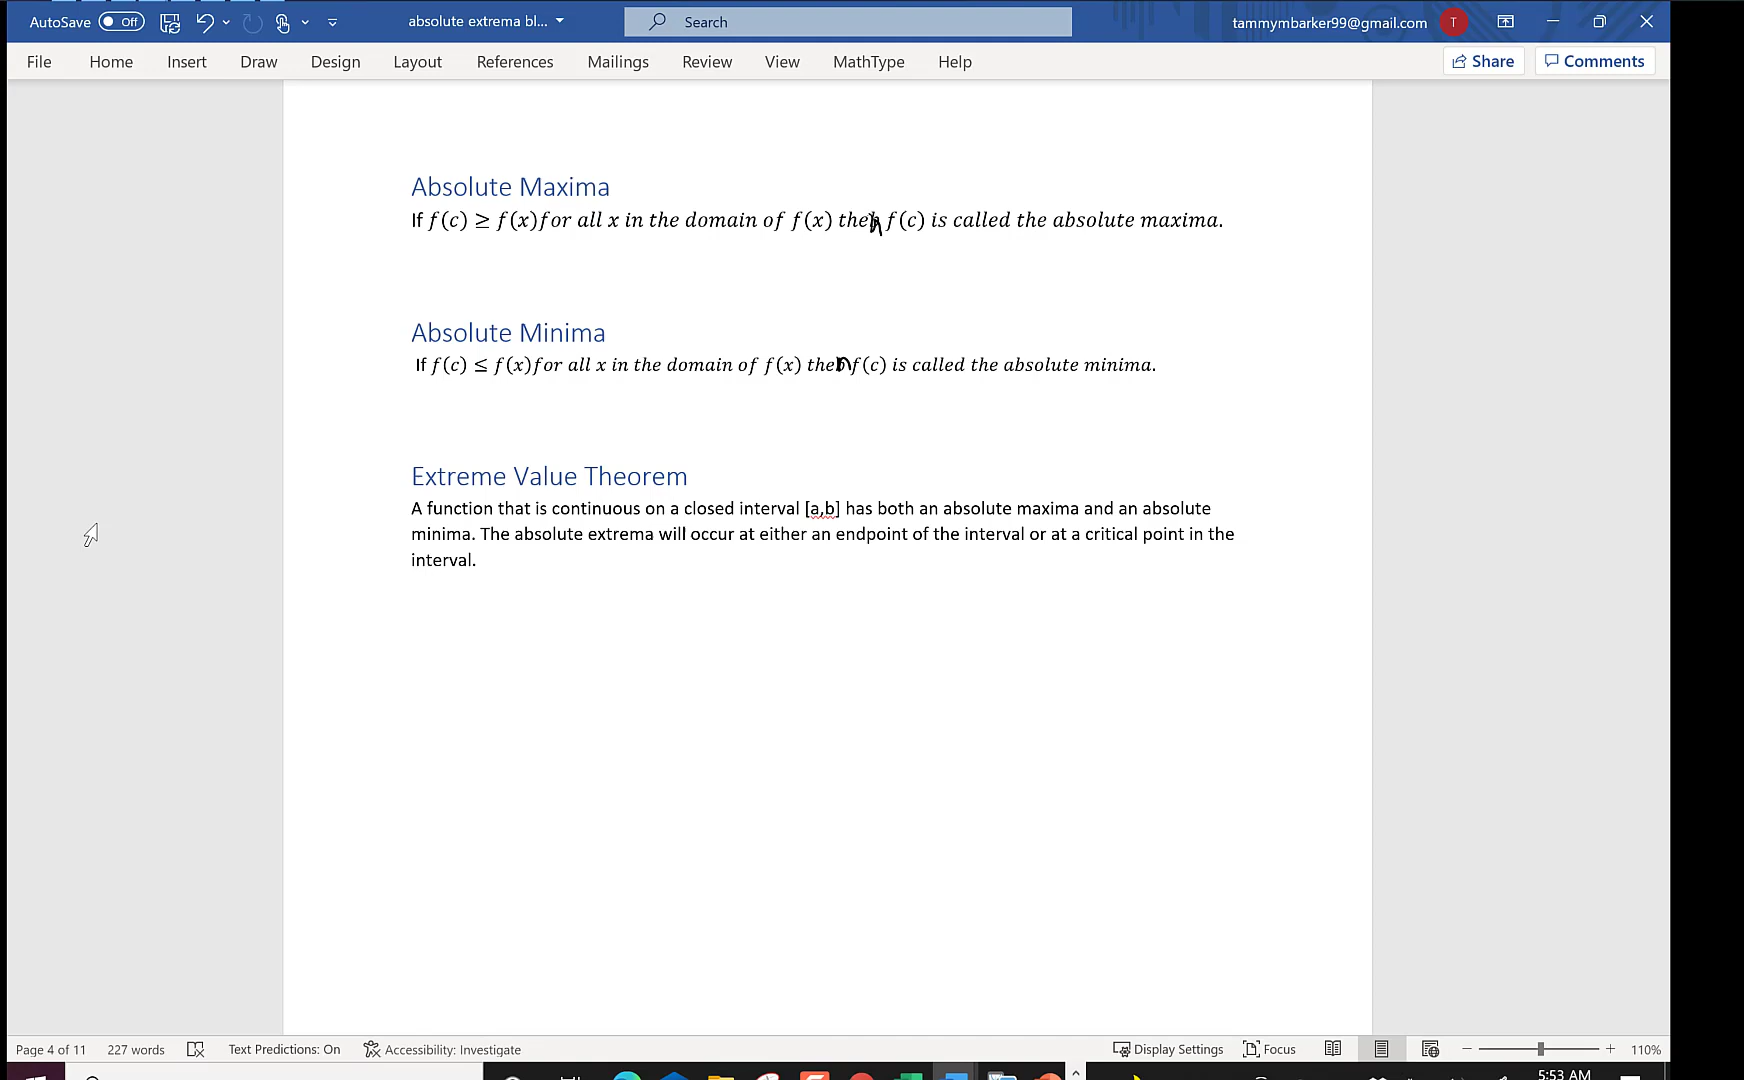 AutoSave Off absolute extrema bl... Search tammymbarker99@gmail.com T
File Home Insert Draw Design Layout References Mailings Review View MathType Help Share Comments
Absolute Maxima
If f(c) ≥ f(x)for all x in the domain of f(x) then f(c) is called the absolute maxima.
Absolute Minima
If f(c) ≤ f(x)for all x in the domain of f(x) then f(c) is called the absolute minima.
Extreme Value Theorem
A function that is continuous on a closed interval [a,b] has both an absolute maxima and an absolute
minima. The absolute extrema will occur at either an endpoint of the interval or at a critical point in the
interval.
Page 4 of 11 227 words Text Predictions: On Accessibility: Investigate Display Settings Focus 110%
5:53 AM